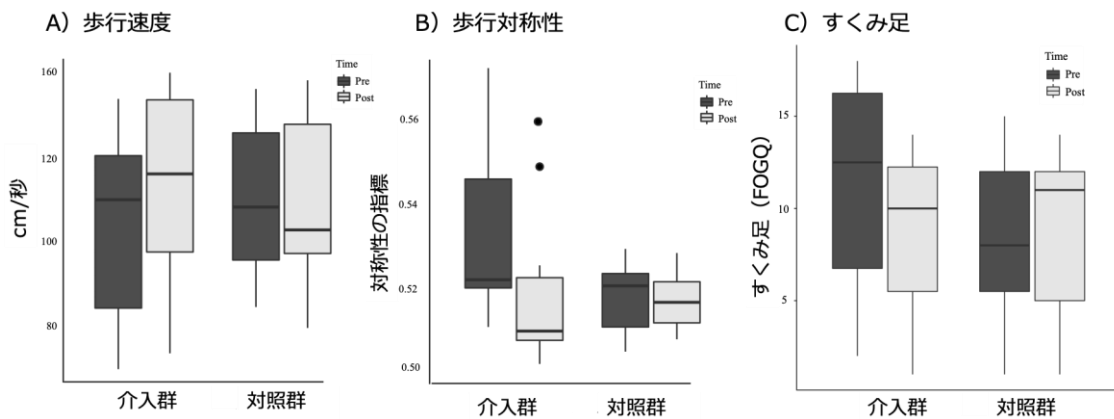 A）歩行速度
cm/秒
160
120
100
80
Time
Pre
Post
介入群
対照群
B）歩行対称性
対称性の指標
0.56
0.54
0.52
0.50
Time
Pre
Post
介入群
対照群
C）すくみ足
すくみ足（FOGQ）
15
10
5
Time
Pre
Post
介入群
対照群